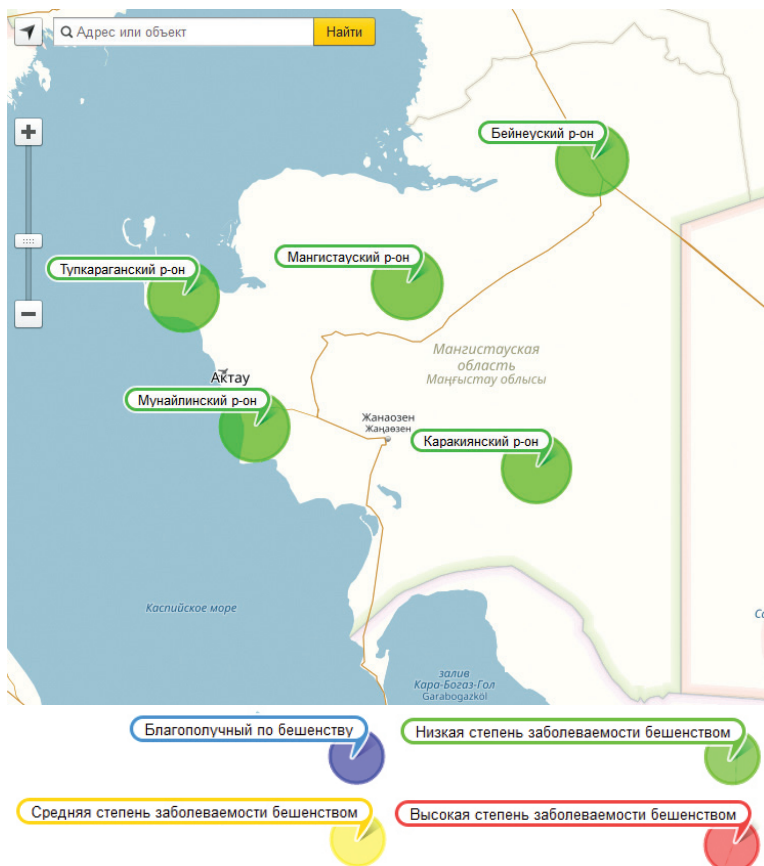 Адрес или объект
Найти
Бейнеуский р-он
Мангистауский р-он
Тупкараганский р-он
Мангистауская
область
Маңғыстау облысы
Актау
Мунайлинский р-он
Жанаозен
Жаңаөзен
Каракиянский р-он
Каспийское море
залив
Кара-Богаз-Гол
Garabogazköl
Благополучный по бешенству
Низкая степень заболеваемости бешенством
Средняя степень заболеваемости бешенством
Высокая степень заболеваемости бешенством